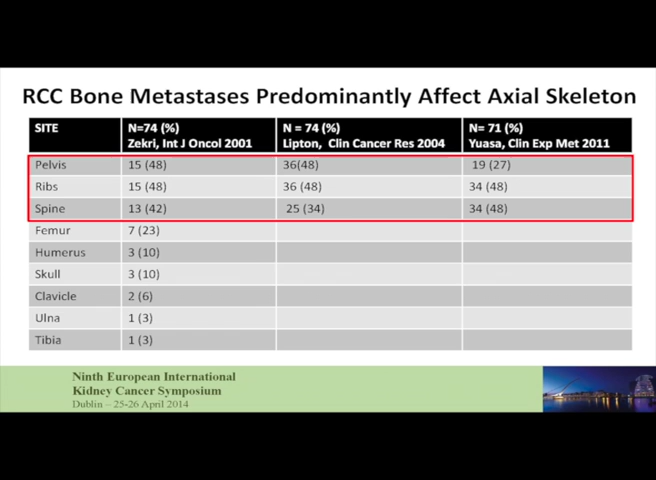 RCC Bone Metastases Predominantly Affect Axial Skeleton
SITE N=74 (%) N = 74 (%) N= 71 (%)
Zekri, Int J Oncol 2001 Lipton, Clin Cancer Res 2004 Yuasa, Clin Exp Met 2011
Pelvis 15 (48) 36(48) 19 (27)
Ribs 15 (48) 36 (48) 34 (48)
Spine 13 (42) 25 (34) 34 (48)
Femur 7 (23)
Humerus 3 (10)
Skull 3 (10)
Clavicle 2 (6)
Ulna 1 (3)
Tibia 1 (3)
Ninth European International
Kidney Cancer Symposium
Dublin – 25-26 April 2014